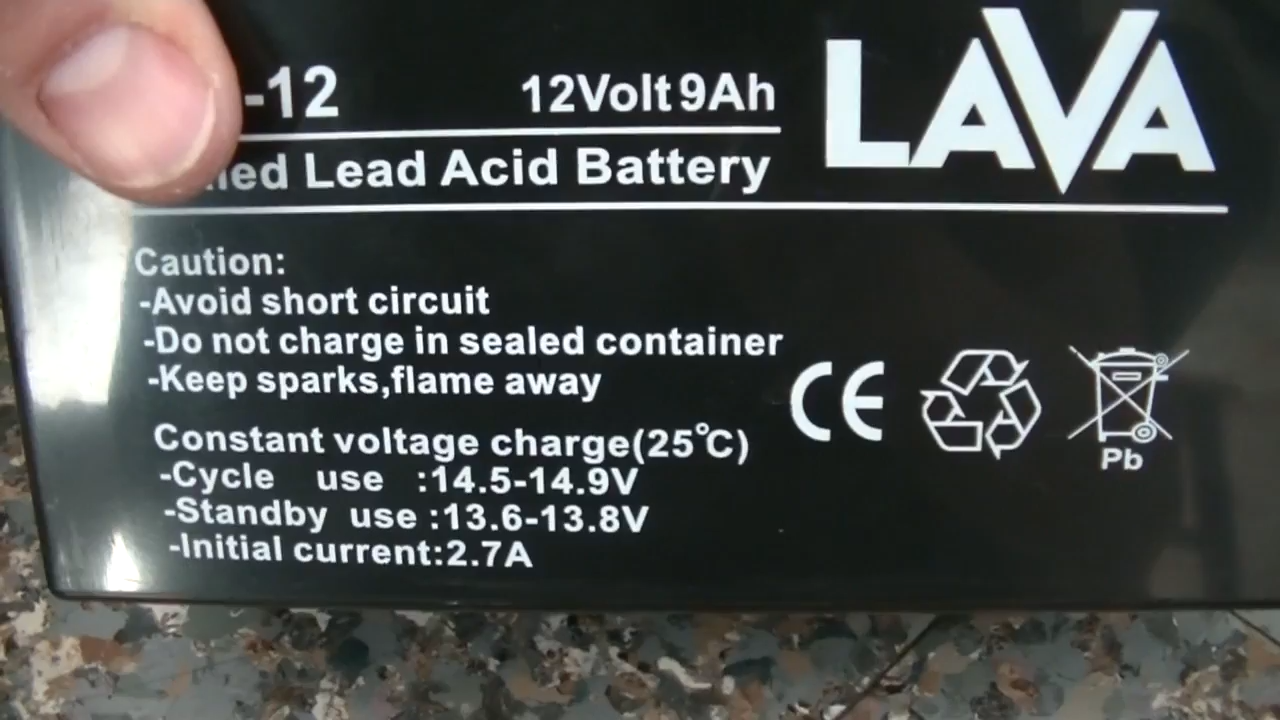 -12 12Volt 9Ah LAVA
Lead Acid Battery
Caution:
-Avoid short circuit
-Do not charge in sealed container
-Keep sparks,flame away
Constant voltage charge(25℃)
-Cycle use :14.5-14.9V
-Standby use :13.6-13.8V
-Initial current:2.7A
CE
Pb